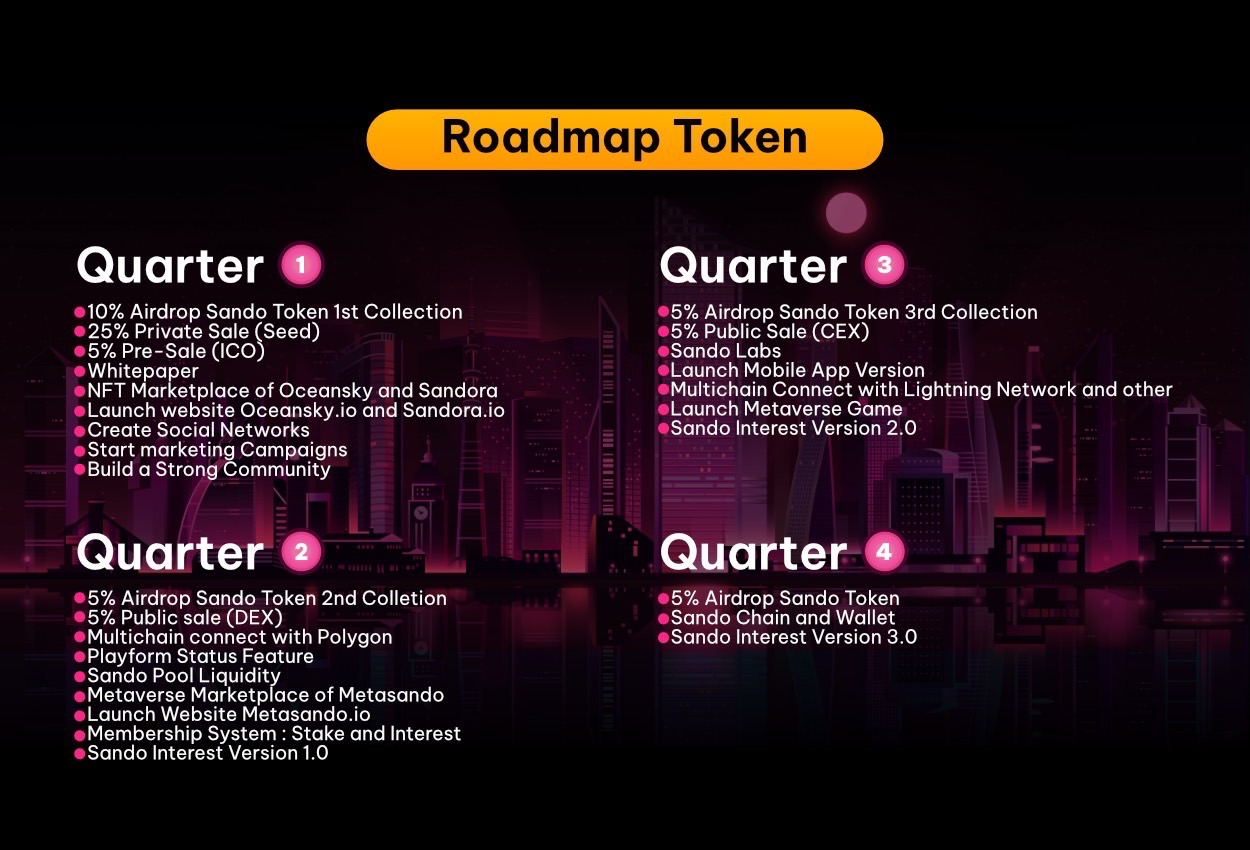 Roadmap Token
Quarter 1
10% Airdrop Sando Token 1st Collection
25% Private Sale (Seed)
5% Pre-Sale (ICO)
Whitepaper
NFT Marketplace of Oceansky and Sandora
Launch website Oceansky.io and Sandora.io
Create Social Networks
Start marketing Campaigns
Build a Strong Community
Quarter 2
5% Airdrop Sando Token 2nd Colletion
5% Public sale (DEX)
Multichain connect with Polygon
Playform Status Feature
Sando Pool Liquidity
Metaverse Marketplace of Metasando
Launch Website Metasando.io
Membership System : Stake and Interest
Sando Interest Version 1.0
Quarter 3
5% Airdrop Sando Token 3rd Collection
5% Public Sale (CEX)
Sando Labs
Launch Mobile App Version
Multichain Connect with Lightning Network and other
Launch Metaverse Game
Sando Interest Version 2.0
Quarter 4
5% Airdrop Sando Token
Sando Chain and Wallet
Sando Interest Version 3.0